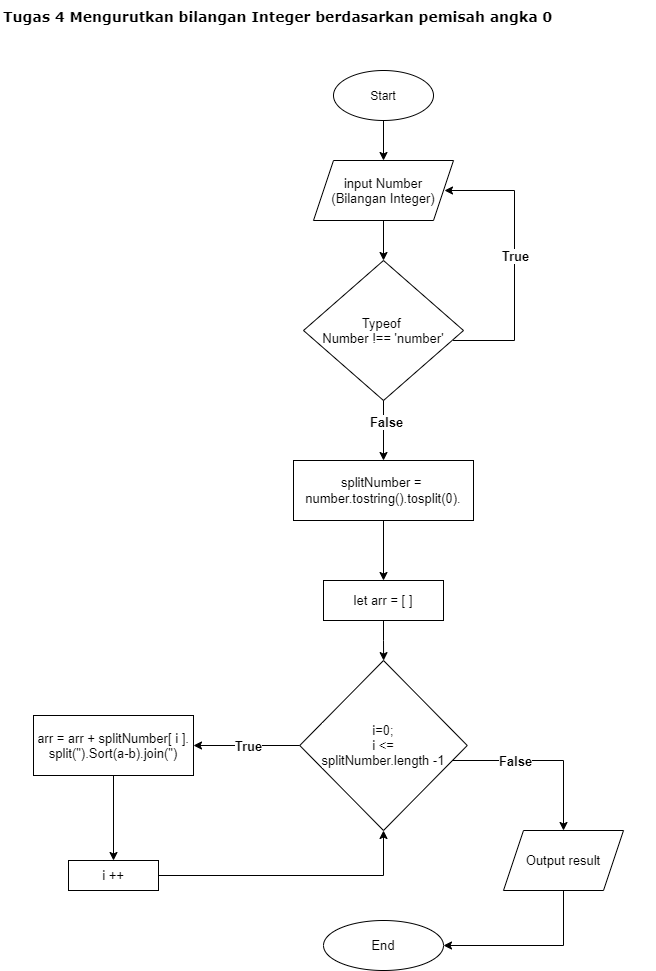 Tugas 4 Mengurutkan bilangan Integer berdasarkan pemisah angka 0
Start
input Number
(Bilangan Integer)
True
Typeof
Number !== 'number'
False
splitNumber =
number.tostring().tosplit(0).
let arr = [ ]
i=0;
i <=
splitNumber.length -1
True
arr = arr + splitNumber[ i ].
split('').Sort(a-b).join('')
False
i ++
Output result
End